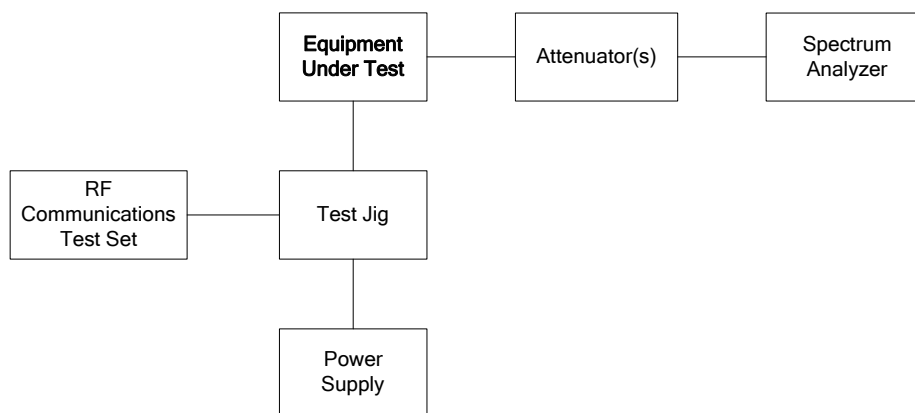 Equipment
Under Test
Attenuator(s)
Spectrum
Analyzer
RF
Communications
Test Set
Test Jig
Power
Supply